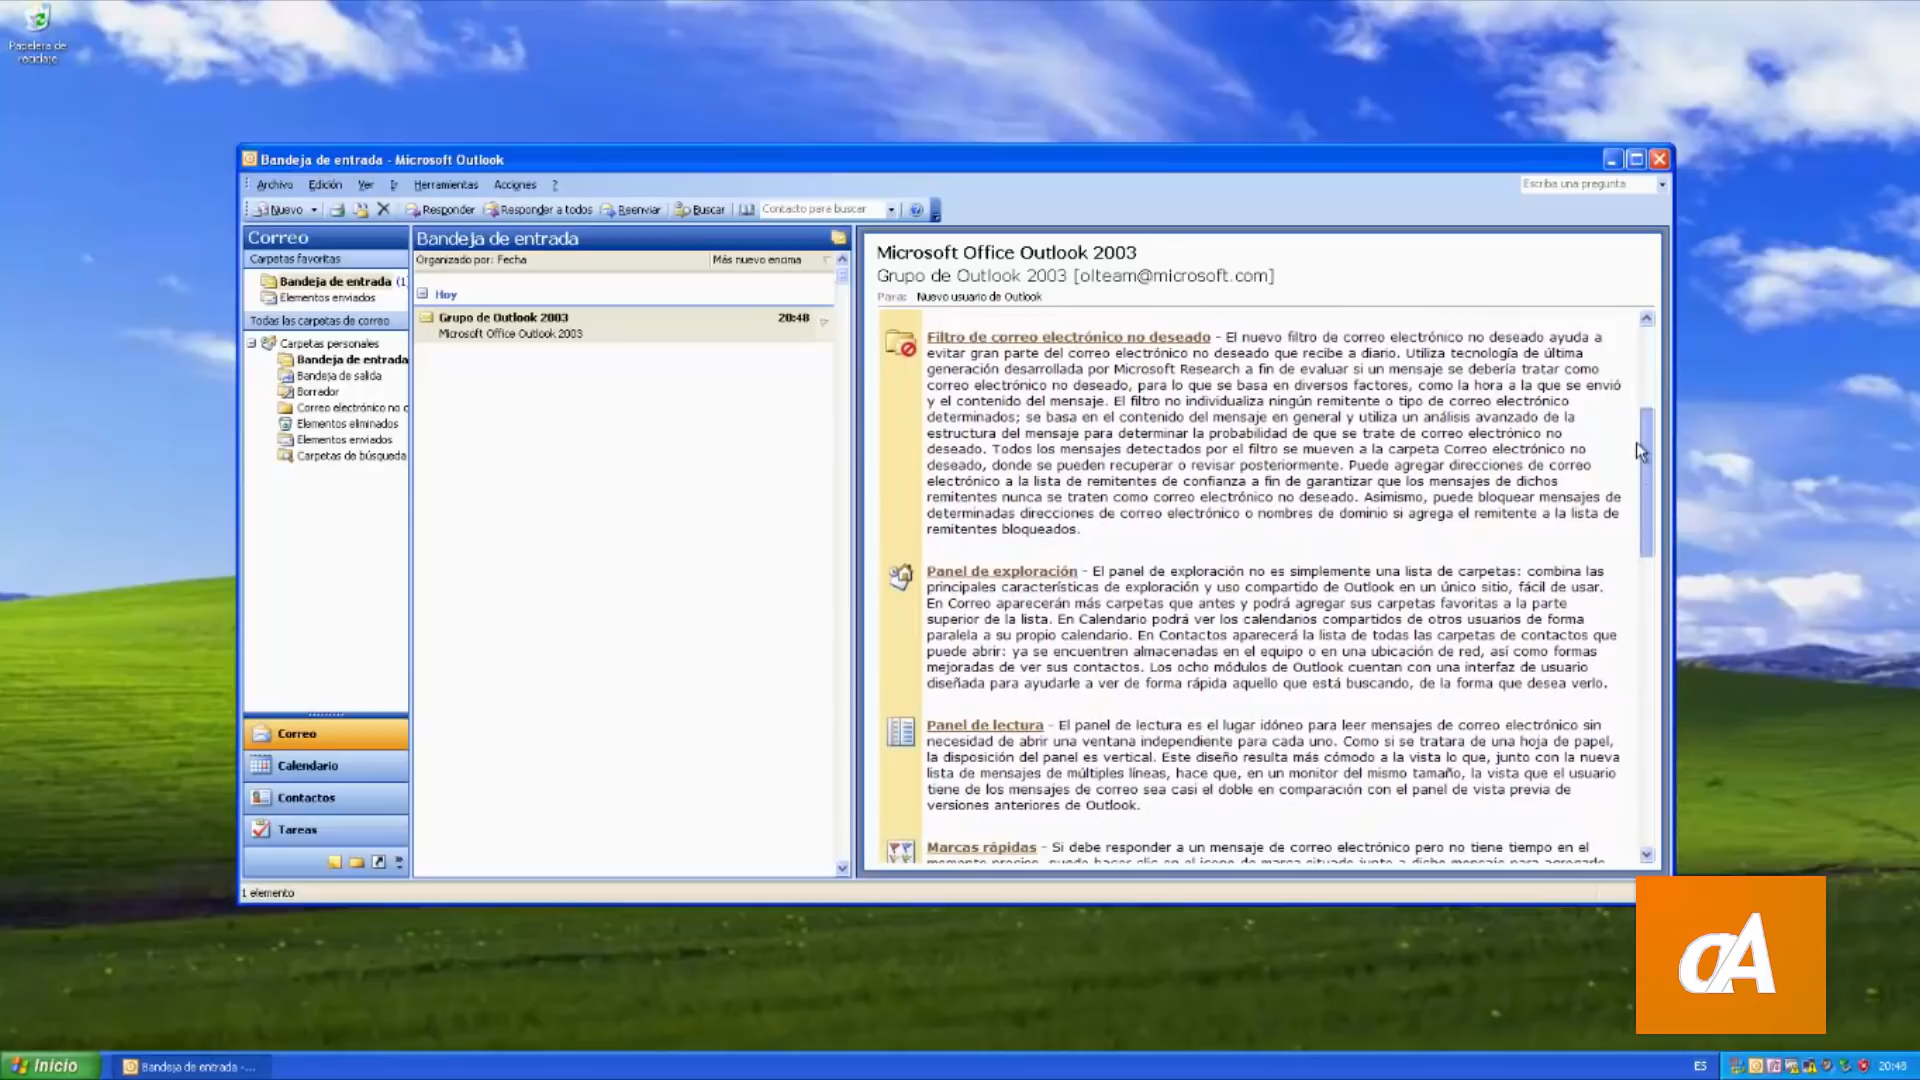 Papelera de
reciclaje
Bandeja de entrada - Microsoft Outlook
Archivo Edición Ver Ir Herramientas Acciones ?
Escriba una pregunta
Nuevo Responder Responder a todos Reenviar Buscar Contacto para buscar
Correo
Carpetas favoritas
Bandeja de entrada (1
Elementos enviados
Todas las carpetas de correo
Carpetas personales
Bandeja de entrada
Bandeja de salida
Borrador
Correo electrónico no c
Elementos eliminados
Elementos enviados
Carpetas de búsqueda
Correo
Calendario
Contactos
Tareas
1 elemento
Bandeja de entrada
Organizado por: Fecha Más nuevo encima
Hoy
Grupo de Outlook 2003 20:48
Microsoft Office Outlook 2003
Microsoft Office Outlook 2003
Grupo de Outlook 2003 [olteam@microsoft.com]
Para: Nuevo usuario de Outlook
Filtro de correo electrónico no deseado - El nuevo filtro de correo electrónico no deseado ayuda a
evitar gran parte del correo electrónico no deseado que recibe a diario. Utiliza tecnología de última
generación desarrollada por Microsoft Research a fin de evaluar si un mensaje se debería tratar como
correo electrónico no deseado, para lo que se basa en diversos factores, como la hora a la que se envió
y el contenido del mensaje. El filtro no individualiza ningún remitente o tipo de correo electrónico
determinados; se basa en el contenido del mensaje en general y utiliza un análisis avanzado de la
estructura del mensaje para determinar la probabilidad de que se trate de correo electrónico no
deseado. Todos los mensajes detectados por el filtro se mueven a la carpeta Correo electrónico no
deseado, donde se pueden recuperar o revisar posteriormente. Puede agregar direcciones de correo
electrónico a la lista de remitentes de confianza a fin de garantizar que los mensajes de dichos
remitentes nunca se traten como correo electrónico no deseado. Asimismo, puede bloquear mensajes de
determinadas direcciones de correo electrónico o nombres de dominio si agrega el remitente a la lista de
remitentes bloqueados.
Panel de exploración - El panel de exploración no es simplemente una lista de carpetas: combina las
principales características de exploración y uso compartido de Outlook en un único sitio, fácil de usar.
En Correo aparecerán más carpetas que antes y podrá agregar sus carpetas favoritas a la parte
superior de la lista. En Calendario podrá ver los calendarios compartidos de otros usuarios de forma
paralela a su propio calendario. En Contactos aparecerá la lista de todas las carpetas de contactos que
puede abrir: ya se encuentren almacenadas en el equipo o en una ubicación de red, así como formas
mejoradas de ver sus contactos. Los ocho módulos de Outlook cuentan con una interfaz de usuario
diseñada para ayudarle a ver de forma rápida aquello que está buscando, de la forma que desea verlo.
Panel de lectura - El panel de lectura es el lugar idóneo para leer mensajes de correo electrónico sin
necesidad de abrir una ventana independiente para cada uno. Como si se tratara de una hoja de papel,
la disposición del panel es vertical. Este diseño resulta más cómodo a la vista lo que, junto con la nueva
lista de mensajes de múltiples líneas, hace que, en un monitor del mismo tamaño, la vista que el usuario
tiene de los mensajes de correo sea casi el doble en comparación con el panel de vista previa de
versiones anteriores de Outlook.
Marcas rápidas - Si debe responder a un mensaje de correo electrónico pero no tiene tiempo en el
Inicio
Bandeja de entrada -...
ES
20:48